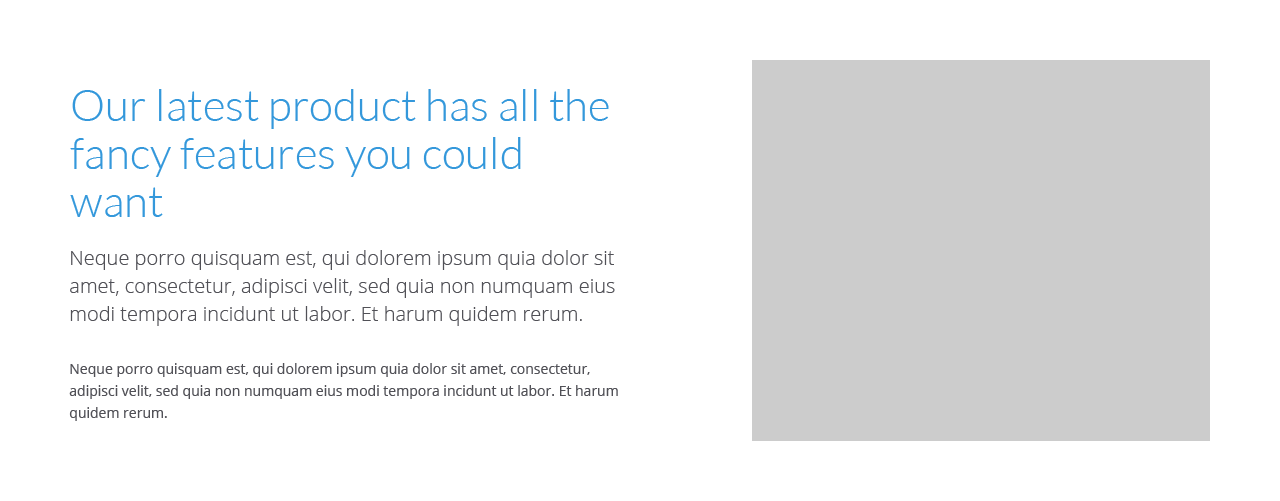 Our latest product has all the
fancy features you could
want
Neque porro quisquam est, qui dolorem ipsum quia dolor sit
amet, consectetur, adipisci velit, sed quia non numquam eius
modi tempora incidunt ut labor. Et harum quidem rerum.
Neque porro quisquam est, qui dolorem ipsum quia dolor sit amet, consectetur,
adipisci velit, sed quia non numquam eius modi tempora incidunt ut labor. Et harum
quidem rerum.